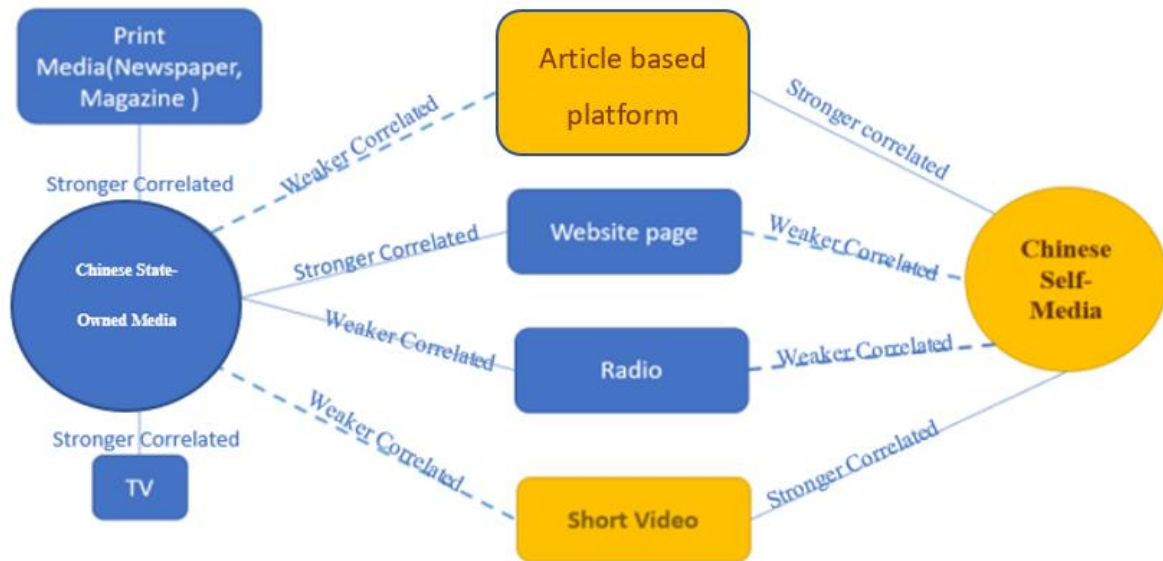 Print
Media(Newspaper,
Magazine )
Article based
platform
Weaker Correlated
Stronger correlated
Stronger Correlated
Website page
Weaker Correlated
Stronger Correlated
Chinese State-
Owned Media
Chinese
Self-
Media
Weaker Correlated
Radio
Weaker Correlated
Weaker Correlated
Stronger Correlated
Stronger Correlated
TV
Short Video